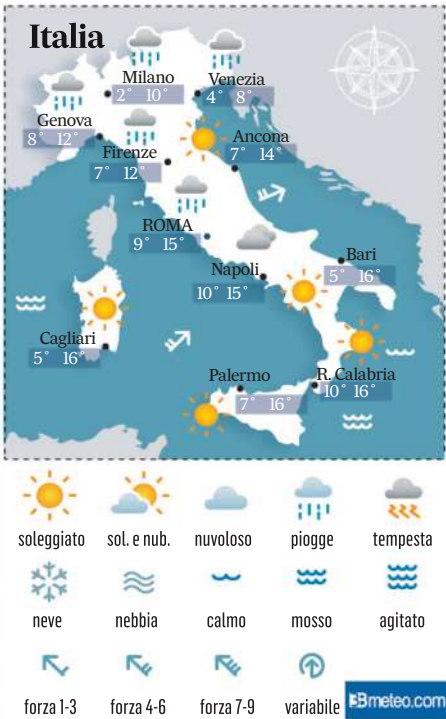 Italia
Milano
2° 10°
Venezia
4° 8°
Genova
8° 12°
Firenze
7° 12°
Ancona
7° 14°
ROMA
9° 15°
Napoli
10° 15°
Bari
5° 16°
Cagliari
5° 16°
Palermo
7° 16°
R. Calabria
10° 16°
soleggiato sol. e nub. nuvoloso piogge tempesta
neve nebbia calmo mosso agitato
forza 1-3 forza 4-6 forza 7-9 variabile
3Bmeteo.com